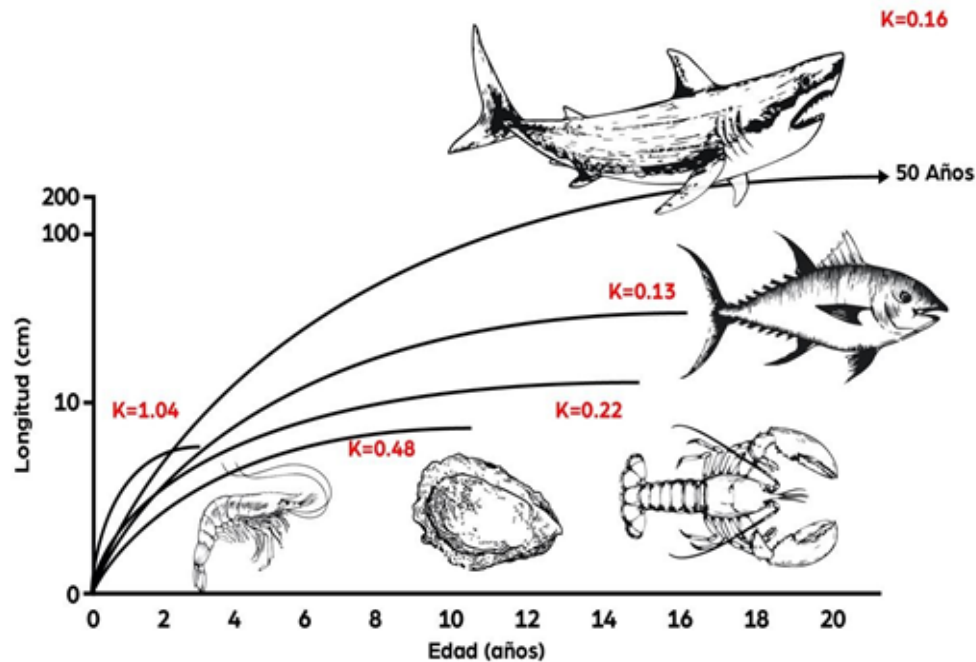 K=0.16
50 Años
200
100
K=0.13
Longitud (cm)
10
K=1.04
K=0.22
K=0.48
0
0 2 4 6 8 10 12 14 16 18 20
Edad (años)